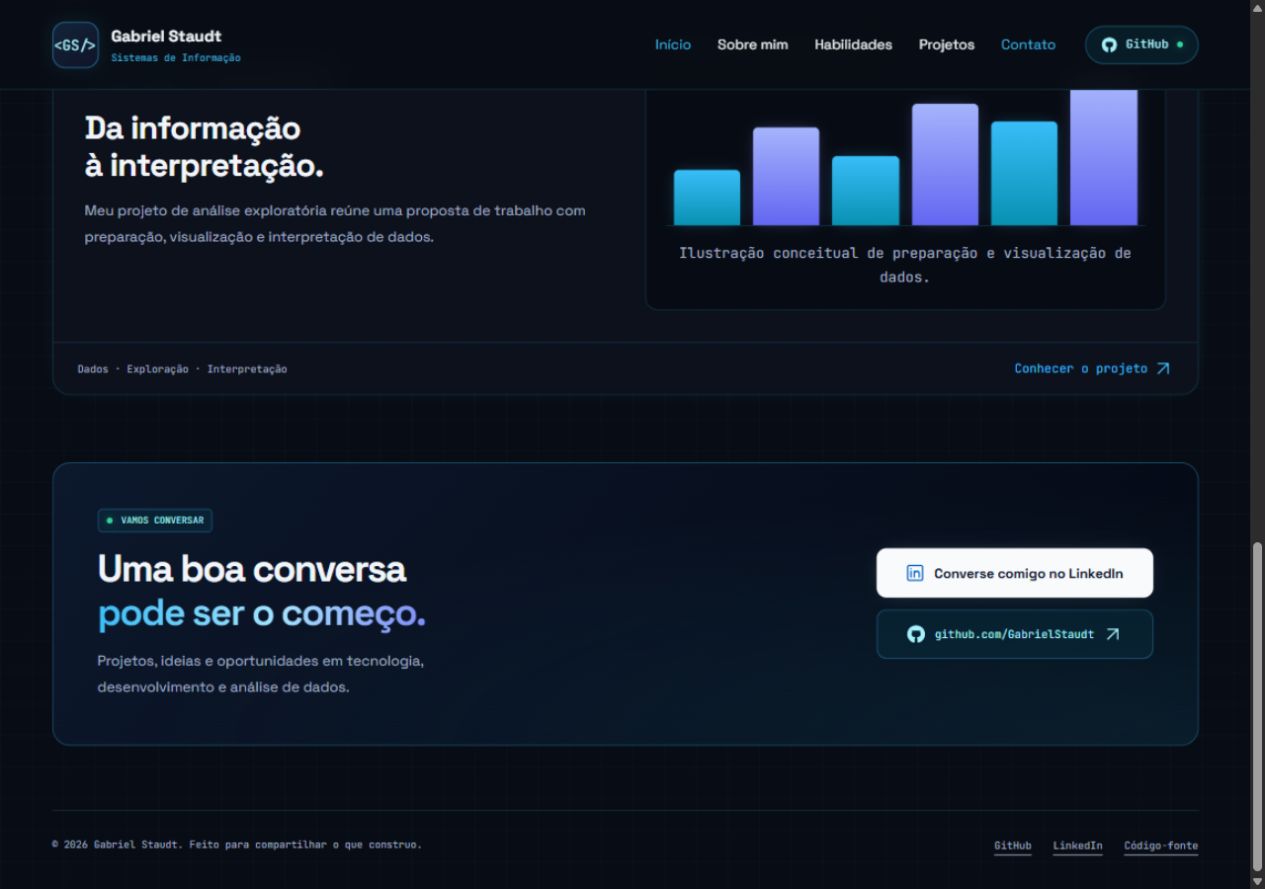 <GS/>
Gabriel Staudt
Sistemas de Informação
Início
Sobre mim
Habilidades
Projetos
Contato
GitHub
Da informação
à interpretação.
Meu projeto de análise exploratória reúne uma proposta de trabalho com
preparação, visualização e interpretação de dados.
Ilustração conceitual de preparação e visualização de
dados.
Dados · Exploração · Interpretação
Conhecer o projeto
VAMOS CONVERSAR
Uma boa conversa
pode ser o começo.
Projetos, ideias e oportunidades em tecnologia,
desenvolvimento e análise de dados.
in
Converse comigo no LinkedIn
github.com/GabrielStaudt
© 2026 Gabriel Staudt. Feito para compartilhar o que construo.
GitHub
LinkedIn
Código-fonte